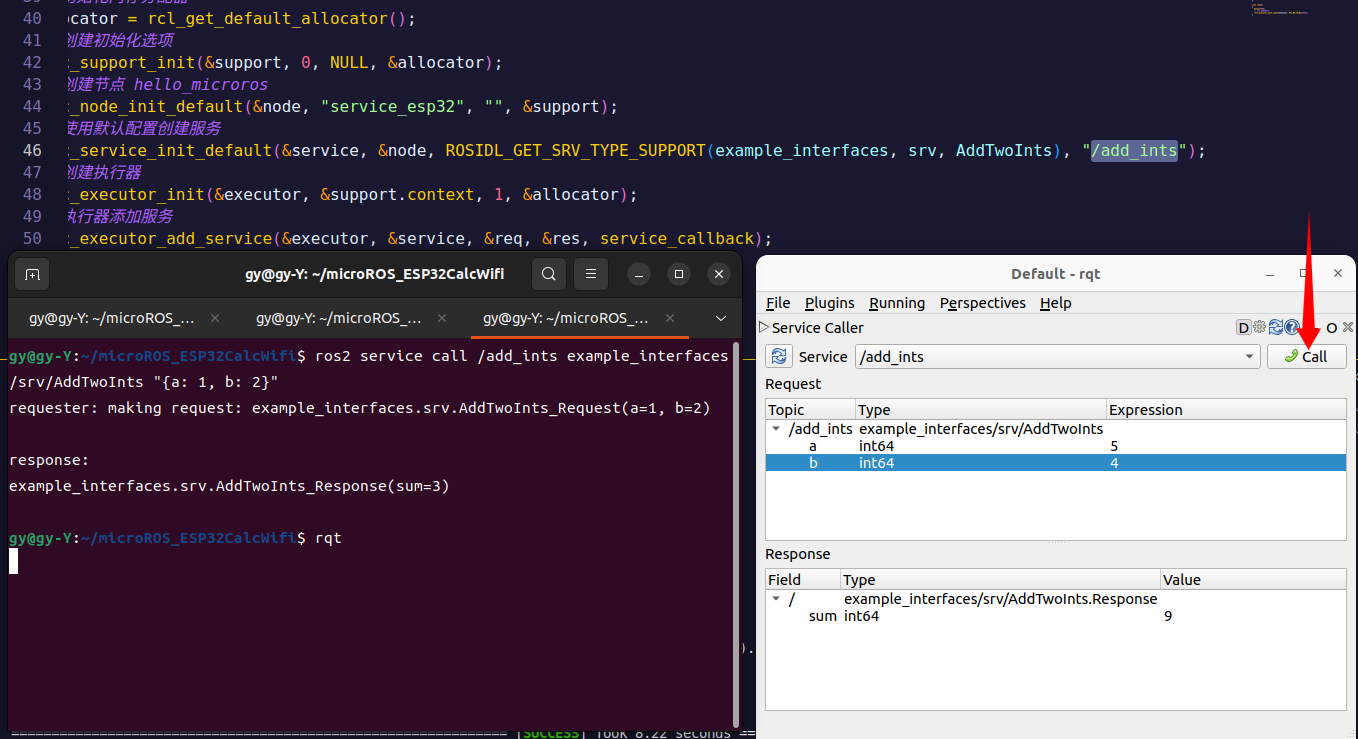 40 ocator = rcl_get_default_allocator();
41 创建初始化选项
42 c_support_init(&support, 0, NULL, &allocator);
43 创建节点 hello_microros
44 c_node_init_default(&node, "service_esp32", "", &support);
45 使用默认配置创建服务
46 c_service_init_default(&service, &node, ROSIDL_GET_SRV_TYPE_SUPPORT(example_interfaces, srv, AddTwoInts), "/add_ints");
47 创建执行器
48 c_executor_init(&executor, &support.context, 1, &allocator);
49 执行器添加服务
50 c_executor_add_service(&executor, &service, &req, &res, service_callback);
gy@gy-Y: ~/microROS_ESP32CalcWifi
gy@gy-Y: ~/microROS_... × gy@gy-Y: ~/microROS_... × gy@gy-Y: ~/microROS_... ×
gy@gy-Y:~/microROS_ESP32CalcWifi$ ros2 service call /add_ints example_interfaces
/srv/AddTwoInts "{a: 1, b: 2}"
requester: making request: example_interfaces.srv.AddTwoInts_Request(a=1, b=2)
response:
example_interfaces.srv.AddTwoInts_Response(sum=3)
gy@gy-Y:~/microROS_ESP32CalcWifi$ rqt
Default - rqt
File Plugins Running Perspectives Help
Service Caller D O
Service /add_ints Call
Request
Topic Type Expression
/add_ints example_interfaces/srv/AddTwoInts
a int64 5
b int64 4
Response
Field Type Value
/ example_interfaces/srv/AddTwoInts.Response
sum int64 9
).
[SUCCESS] Took 8.22 seconds ==